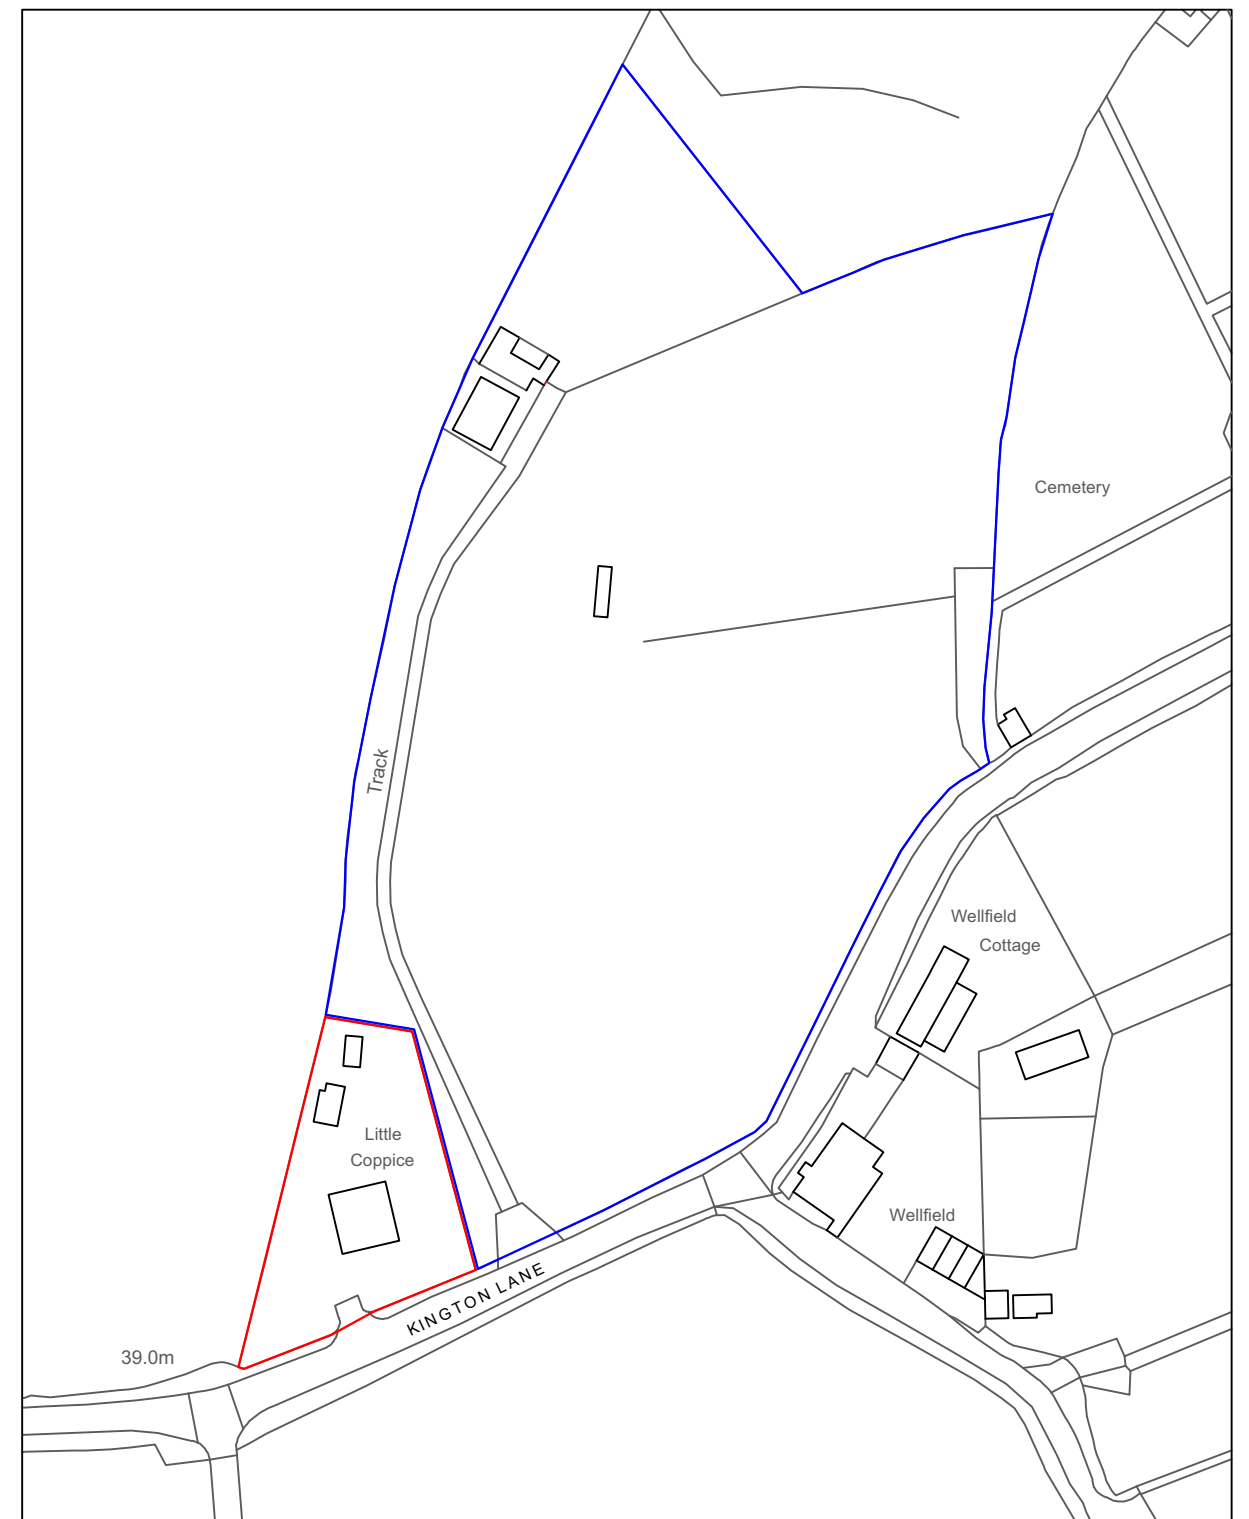 Cemetery
Track
Wellfield
Cottage
Little
Coppice
Wellfield
KINGTON LANE
39.0m